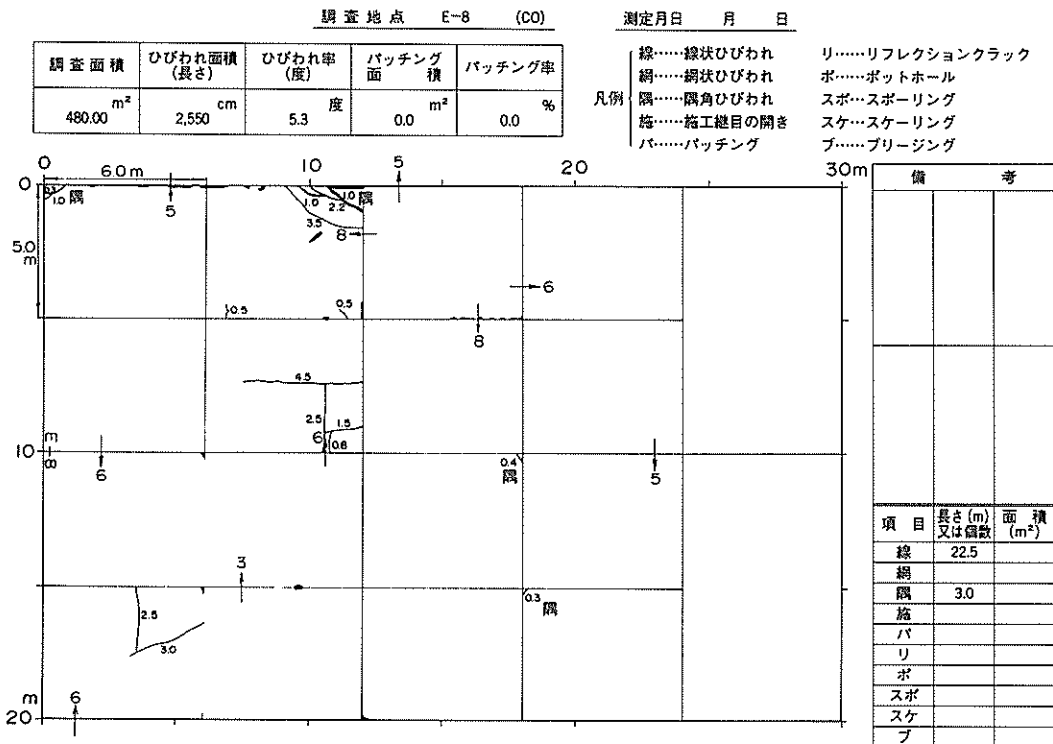 調査地点 E-8 (CO)
測定月日 月 日
調査面積 ひびわれ面積(長さ) ひびわれ率(度) パッチング面積 パッチング率
m² cm 度 m² %
480.00 2,550 5.3 0.0 0.0
凡例
線……線状ひびわれ リ……リフレクションクラック
網……網状ひびわれ ポ……ポットホール
隅……隅角ひびわれ スポ…スポーリング
施……施工継目の開き スケ…スケーリング
パ……パッチング ブ……ブリージング
0 10 5 20 30m
6.0m
0
1.0 隅 5 1.0 隅
1.6 2.2
3.5
8
5.0 m
6
0.5 0.5
8
4.5
2.5 1.5
6 0.8
10
6 0.4 5
隅
3
2.5 0.3 隅
3.0
6
m
20
備考
項目 長さ(m)又は個数 面積(m²)
線 22.5
網
隅 3.0
施
パ
リ
ポ
スポ
スケ
ブ